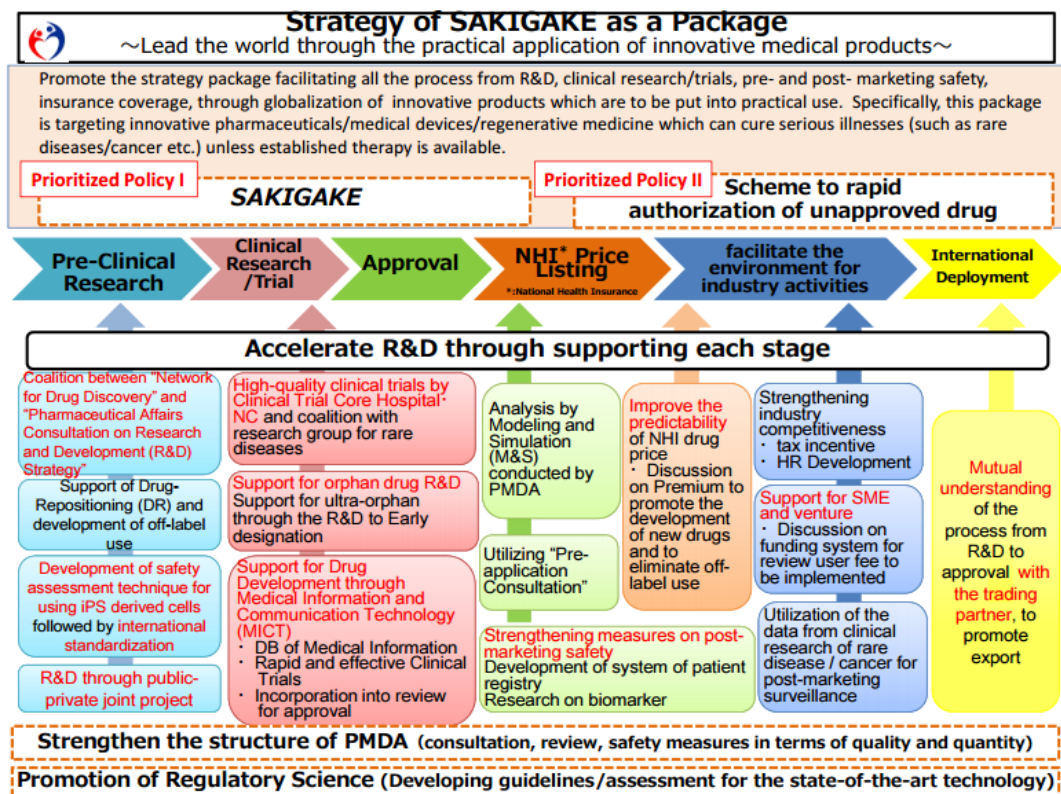 Strategy of SAKIGAKE as a Package
～Lead the world through the practical application of innovative medical products～
Promote the strategy package facilitating all the process from R&D, clinical research/trials, pre- and post- marketing safety,
insurance coverage, through globalization of innovative products which are to be put into practical use. Specifically, this package
is targeting innovative pharmaceuticals/medical devices/regenerative medicine which can cure serious illnesses (such as rare
diseases/cancer etc.) unless established therapy is available.
Prioritized Policy I
SAKIGAKE
Prioritized Policy II
Scheme to rapid
authorization of unapproved drug
Pre-Clinical
Research
Clinical
Research
/Trial
Approval
NHI* Price
Listing
*:National Health Insurance
facilitate the
environment for
industry activities
International
Deployment
Accelerate R&D through supporting each stage
Coalition between "Network
for Drug Discovery" and
"Pharmaceutical Affairs
Consultation on Research
and Development (R&D)
Strategy"
Support of Drug-
Repositioning (DR) and
development of off-label
use
Development of safety
assessment technique for
using iPS derived cells
followed by international
standardization
R&D through public-
private joint project
High-quality clinical trials by
Clinical Trial Core Hospital・
NC and coalition with
research group for rare
diseases
Support for orphan drug R&D
Support for ultra-orphan
through the R&D to Early
designation
Support for Drug
Development through
Medical Information and
Communication Technology
(MICT)
・ DB of Medical Information
・ Rapid and effective Clinical
Trials
・ Incorporation into review
for approval
Analysis by
Modeling and
Simulation
(M&S)
conducted by
PMDA
Utilizing "Pre-
application
Consultation"
Strengthening measures on post-
marketing safety
Development of system of patient
registry
Research on biomarker
Improve the
predictability
of NHI drug
price
・ Discussion
on Premium to
promote the
development
of new drugs
and to
eliminate off-
label use
Strengthening
industry
competitiveness
・ tax incentive
・ HR Development
Support for SME
and venture
・ Discussion on
funding system for
review user fee to
be implemented
Utilization of the
data from clinical
research of rare
disease / cancer for
post-marketing
surveillance
Mutual
understanding
of the
process from
R&D to
approval with
the trading
partner, to
promote
export
Strengthen the structure of PMDA (consultation, review, safety measures in terms of quality and quantity)
Promotion of Regulatory Science (Developing guidelines/assessment for the state-of-the-art technology)